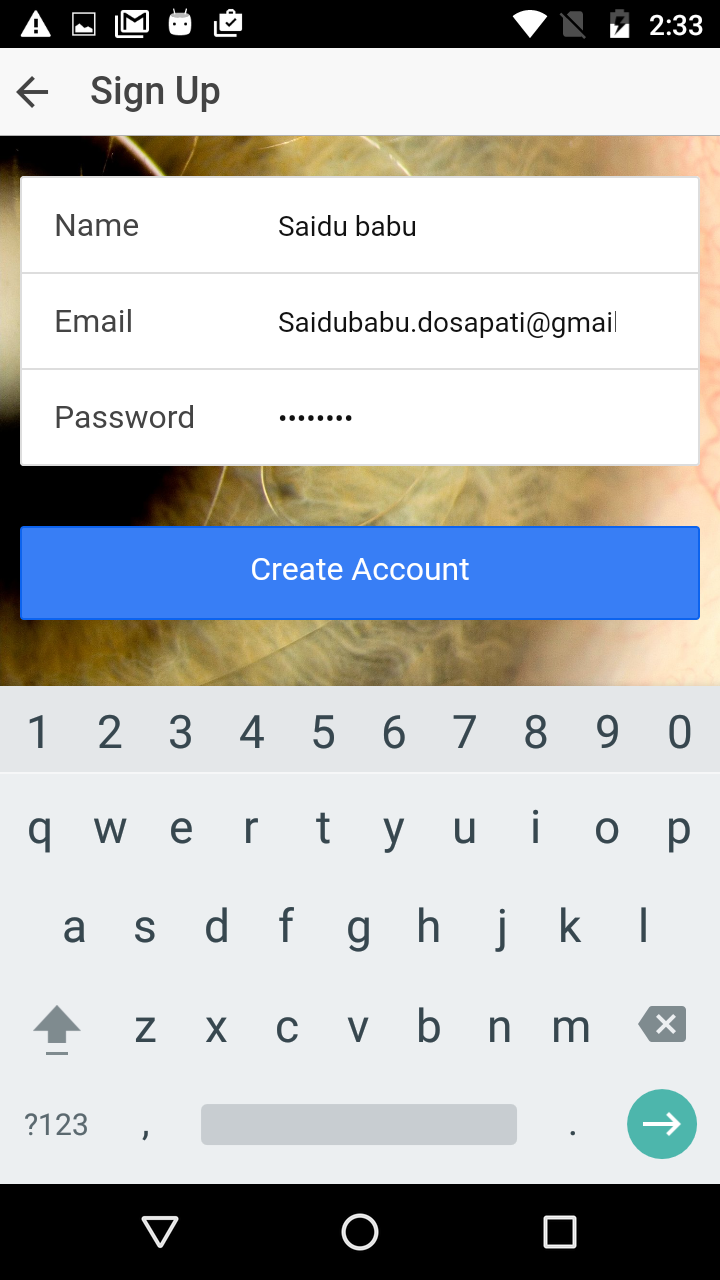 2:33
Sign Up
Name Saidu babu
Email Saidubabu.dosapati@gmail
Password ••••••••
Create Account
1 2 3 4 5 6 7 8 9 0
q w e r t y u i o p
a s d f g h j k l
z x c v b n m
?123 , .